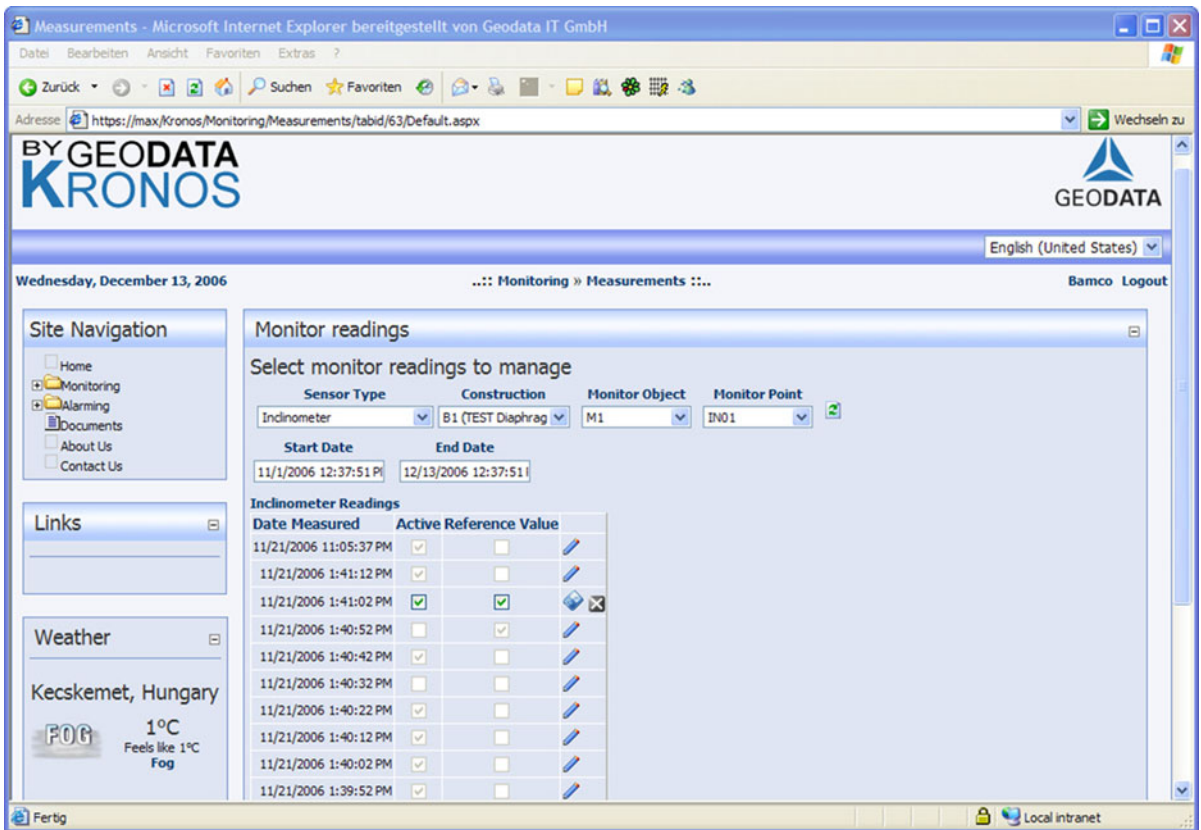 Measurements - Microsoft Internet Explorer bereitgestellt von Geodata IT GmbH
Datei Bearbeiten Ansicht Favoriten Extras ?
Zurück Suchen Favoriten
Adresse https://max/Kronos/Monitoring/Measurements/tabid/63/Default.aspx Wechseln zu
BY GEODATA
KRONOS
GEODATA
English (United States)
Wednesday, December 13, 2006 ..:: Monitoring » Measurements ::.. Bamco Logout
Site Navigation
Home
Monitoring
Alarming
Documents
About Us
Contact Us
Links
Weather
Kecskemet, Hungary
FOG
1°C
Feels like 1°C
Fog
Monitor readings
Select monitor readings to manage
Sensor Type Construction Monitor Object Monitor Point
Inclinometer B1 (TEST Diaphrag M1 IN01
Start Date End Date
11/1/2006 12:37:51 P 12/13/2006 12:37:51
Inclinometer Readings
Date Measured Active Reference Value
11/21/2006 11:05:37 PM
11/21/2006 1:41:12 PM
11/21/2006 1:41:02 PM
11/21/2006 1:40:52 PM
11/21/2006 1:40:42 PM
11/21/2006 1:40:32 PM
11/21/2006 1:40:22 PM
11/21/2006 1:40:12 PM
11/21/2006 1:40:02 PM
11/21/2006 1:39:52 PM
Fertig Local intranet